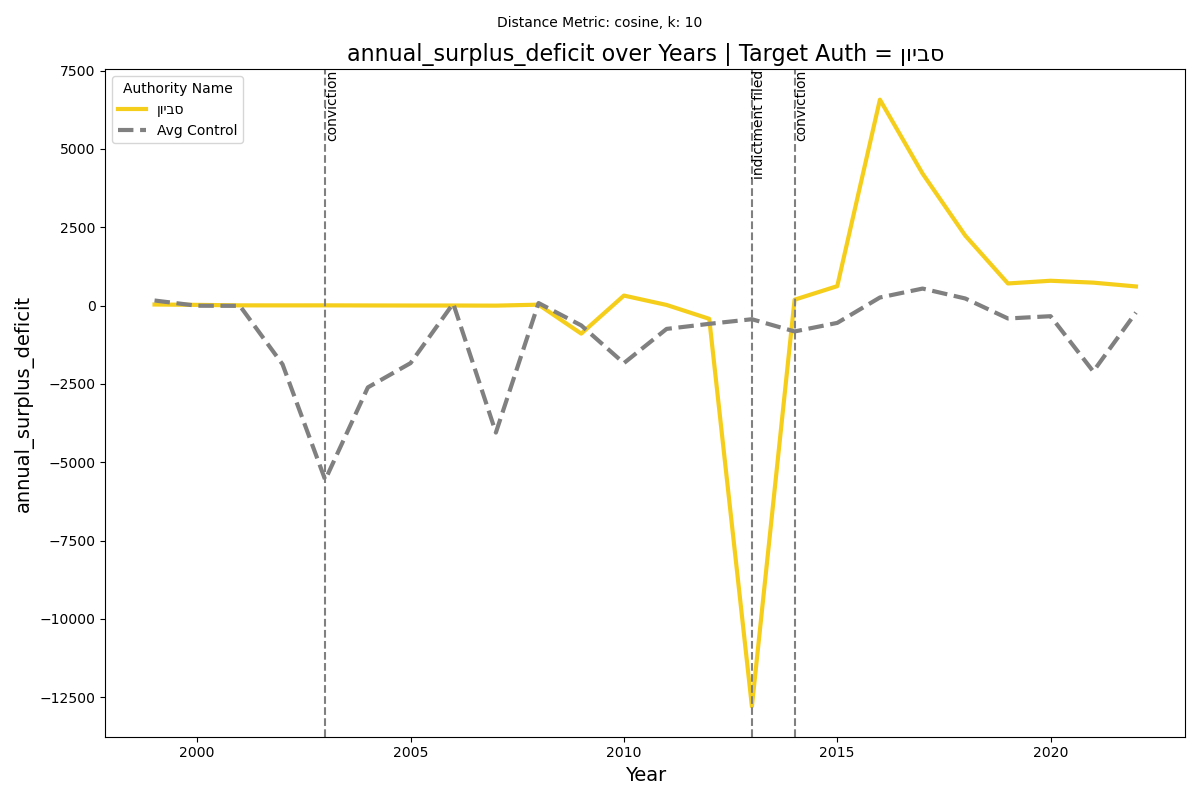 Distance Metric: cosine, k: 10
annual_surplus_deficit over Years | Target Auth = סביון
7500
5000
2500
0
−2500
−5000
−7500
−10000
−12500
annual_surplus_deficit
Authority Name
סביון
Avg Control
conviction
indictment filed
conviction
2000
2005
2010
2015
2020
Year